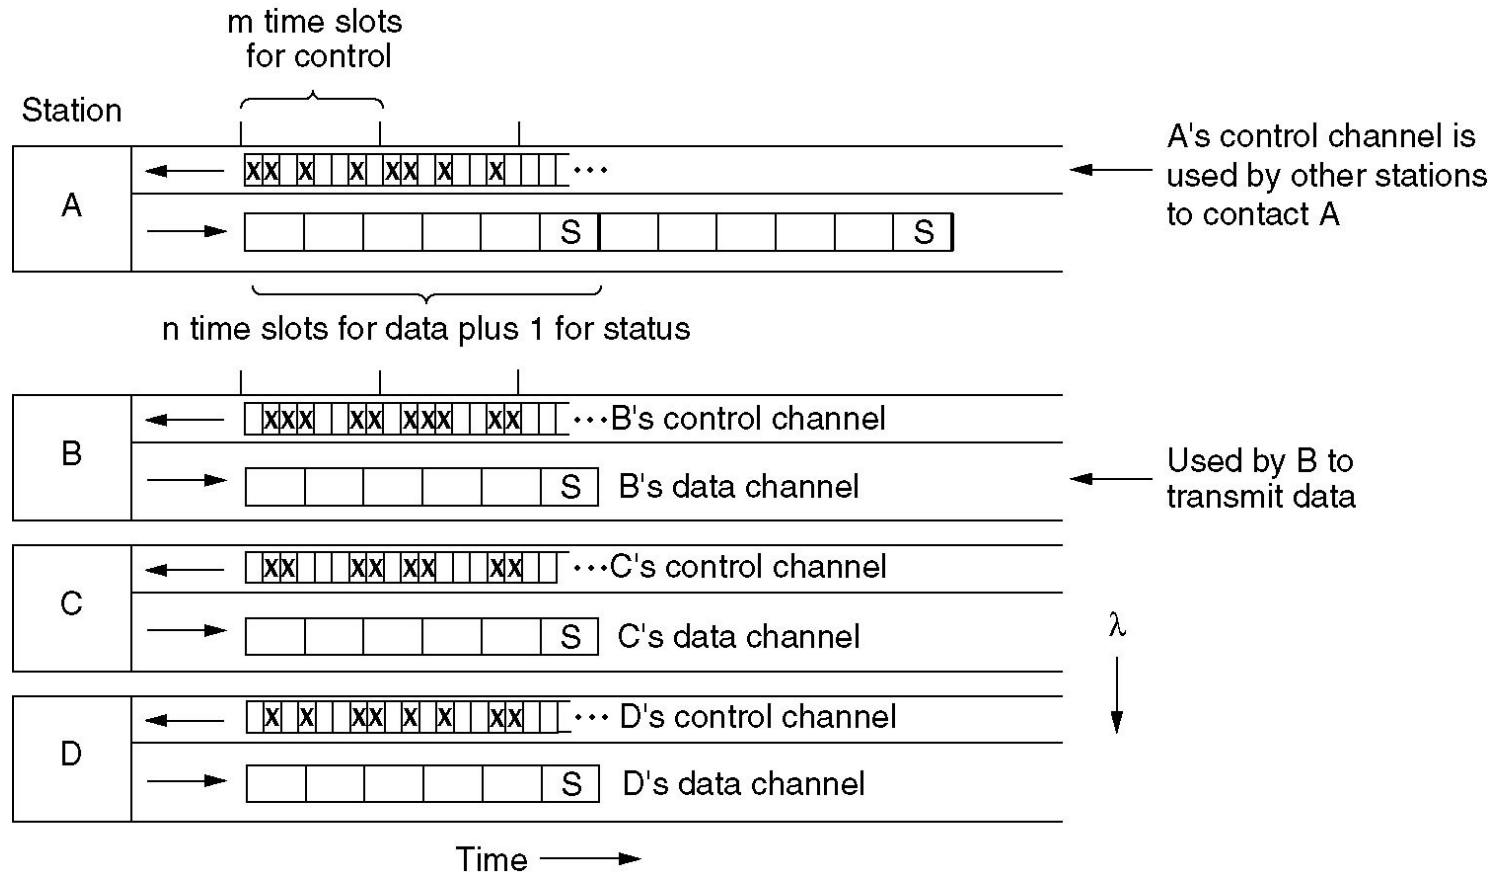 m time slots
for control
Station
A
X X X X X X X X ...
A's control channel is
used by other stations
to contact A
S S
n time slots for data plus 1 for status
B
X X X X X X X X X X ... B's control channel
S B's data channel
Used by B to
transmit data
C
X X X X X X X X ... C's control channel
S C's data channel
λ
D
X X X X X X X X ... D's control channel
S D's data channel
Time